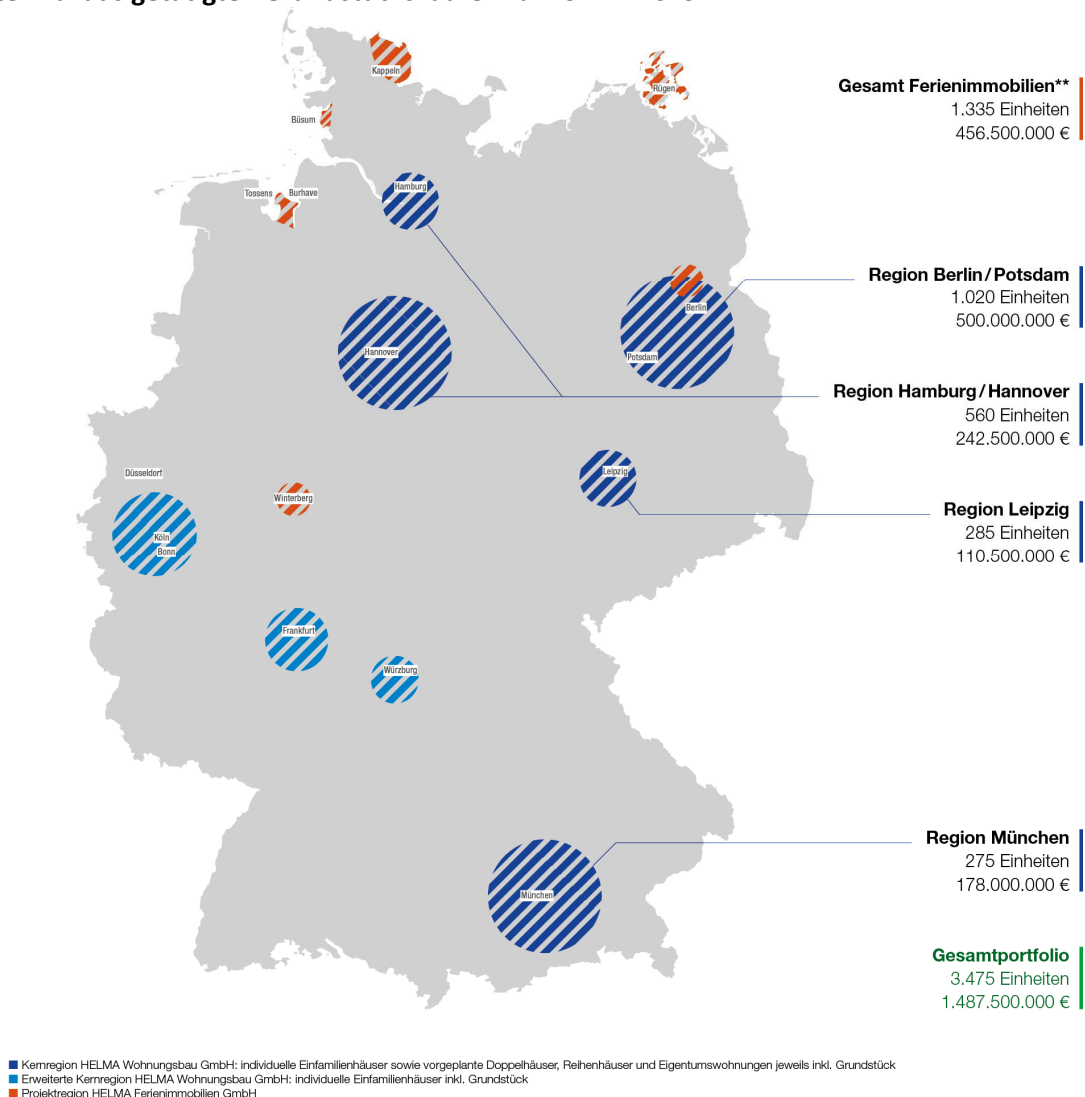 Kappeln
Rügen
Büsum
Tossens
Burhave
Hamburg
Berlin
Potsdam
Hannover
Düsseldorf
Winterberg
Leipzig
Köln
Bonn
Frankfurt
Würzburg
München
Gesamt Ferienimmobilien**
1.335 Einheiten
456.500.000 €
Region Berlin/Potsdam
1.020 Einheiten
500.000.000 €
Region Hamburg/Hannover
560 Einheiten
242.500.000 €
Region Leipzig
285 Einheiten
110.500.000 €
Region München
275 Einheiten
178.000.000 €
Gesamtportfolio
3.475 Einheiten
1.487.500.000 €
Kernregion HELMA Wohnungsbau GmbH: individuelle Einfamilienhäuser sowie vorgeplante Doppelhäuser, Reihenhäuser und Eigentumswohnungen jeweils inkl. Grundstück
Erweiterte Kernregion HELMA Wohnungsbau GmbH: individuelle Einfamilienhäuser inkl. Grundstück
Projektregion HELMA Ferienimmobilien GmbH